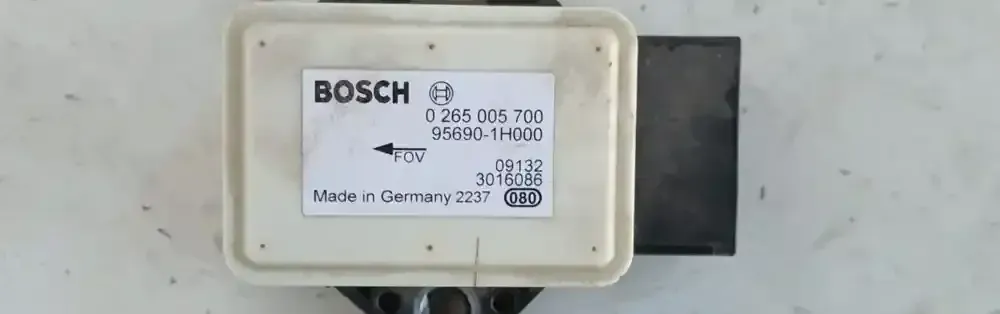 BOSCH
0 265 005 700
95690-1H000
FOV
09132
3016086
Made in Germany 2237 080